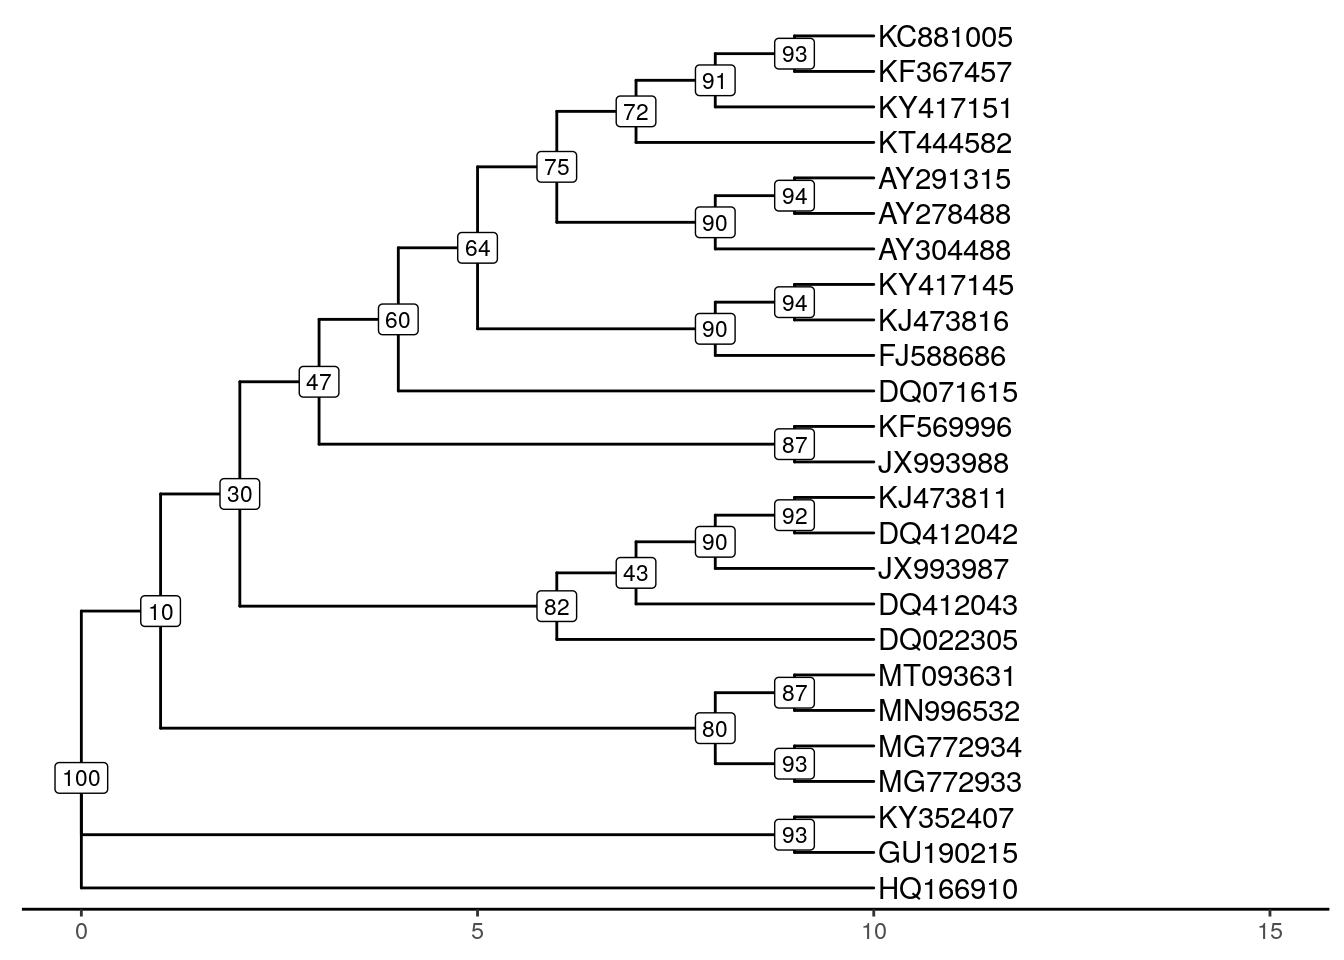 KC881005
93
KF367457
91
KY417151
72
KT444582
75
AY291315
94
AY278488
90
AY304488
64
KY417145
94
KJ473816
60
90
FJ588686
47
DQ071615
KF569996
87
JX993988
30
KJ473811
92
DQ412042
90
JX993987
43
DQ412043
10
82
DQ022305
MT093631
87
MN996532
80
MG772934
93
100
MG772933
KY352407
93
GU190215
HQ166910
0 5 10 15